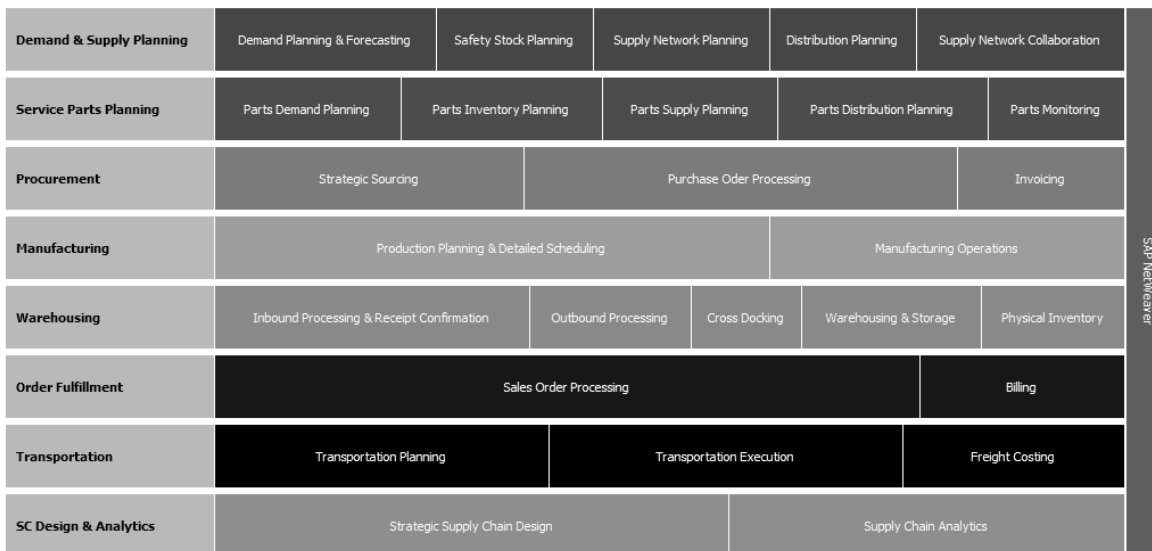 Demand & Supply Planning Demand Planning & Forecasting Safety Stock Planning Supply Network Planning Distribution Planning Supply Network Collaboration
Service Parts Planning Parts Demand Planning Parts Inventory Planning Parts Supply Planning Parts Distribution Planning Parts Monitoring
Procurement Strategic Sourcing Purchase Oder Processing Invoicing
Manufacturing Production Planning & Detailed Scheduling Manufacturing Operations
Warehousing Inbound Processing & Receipt Confirmation Outbound Processing Cross Docking Warehousing & Storage Physical Inventory
Order Fulfillment Sales Order Processing Billing
Transportation Transportation Planning Transportation Execution Freight Costing
SC Design & Analytics Strategic Supply Chain Design Supply Chain Analytics
SAP NetWeaver